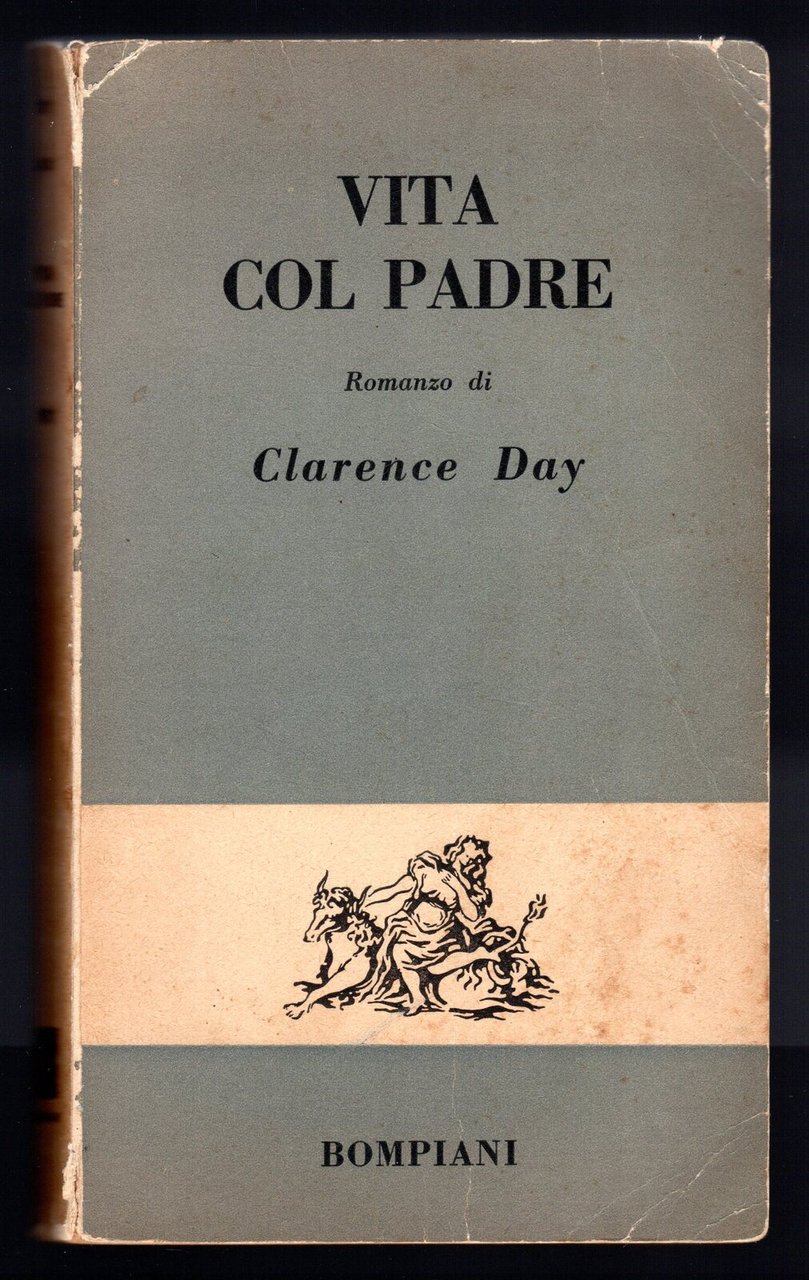 VITA
COL PADRE
Romanzo di
Clarence Day
BOMPIANI